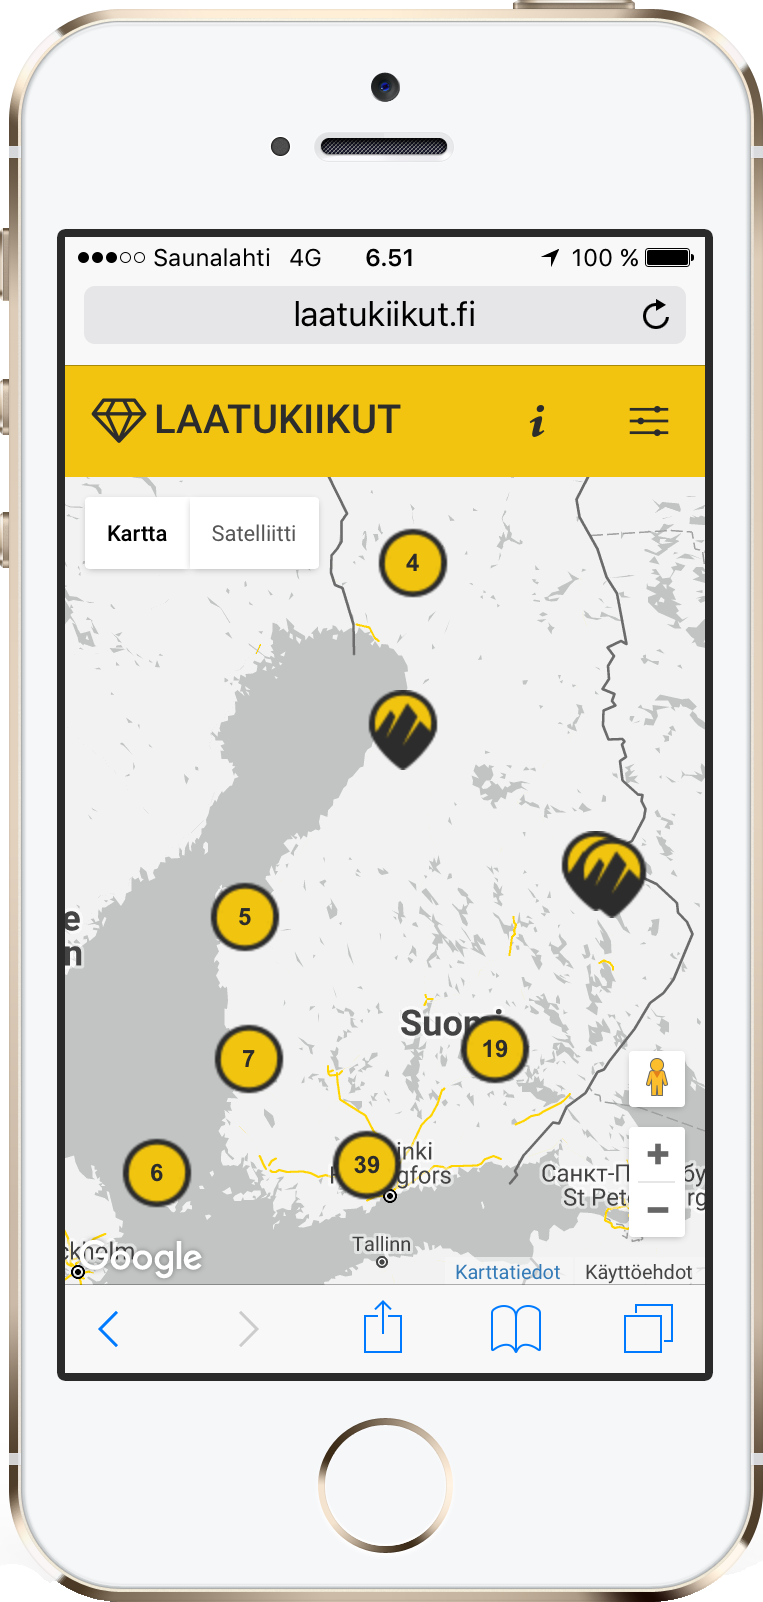 Saunalahti 4G 6.51 100 %
laatukiikut.fi
LAATUKIIKUT i
Kartta Satelliitti
4
e
n
5
Suomi
19
7
inki
39
gfors
6
Санкт-П бу
St Pet rg
Tallinn
ckholm
Google
Karttatiedot Käyttöehdot